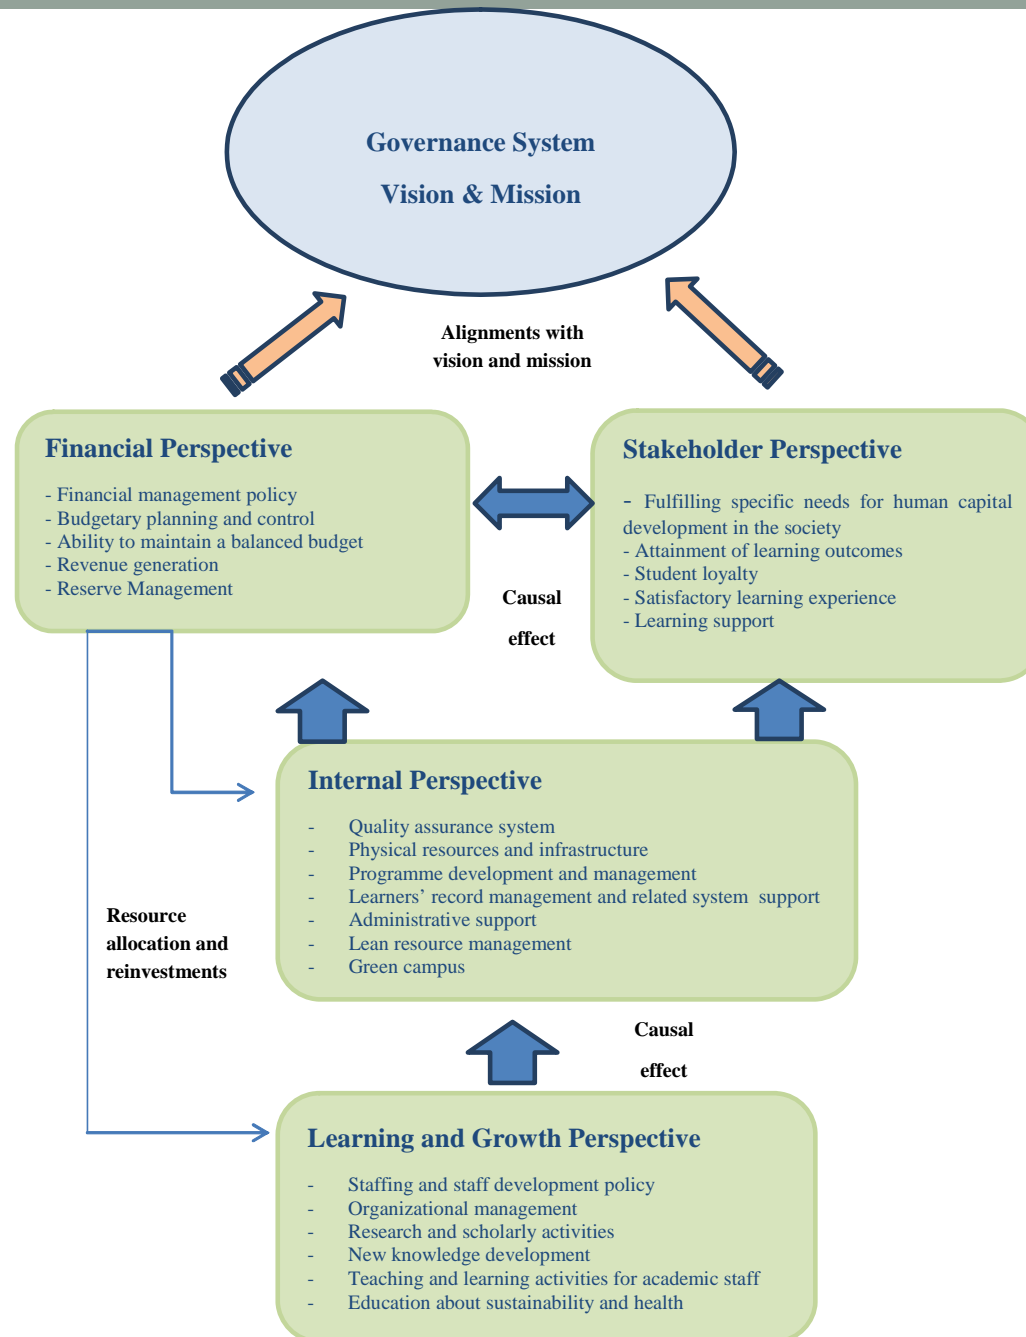 Governance System
Vision & Mission
Alignments with
vision and mission
Financial Perspective
- Financial management policy
- Budgetary planning and control
- Ability to maintain a balanced budget
- Revenue generation
- Reserve Management
Stakeholder Perspective
- Fulfilling specific needs for human capital
development in the society
- Attainment of learning outcomes
- Student loyalty
- Satisfactory learning experience
- Learning support
Causal
effect
Internal Perspective
- Quality assurance system
- Physical resources and infrastructure
- Programme development and management
- Learners’ record management and related system support
- Administrative support
- Lean resource management
- Green campus
Resource
allocation and
reinvestments
Causal
effect
Learning and Growth Perspective
- Staffing and staff development policy
- Organizational management
- Research and scholarly activities
- New knowledge development
- Teaching and learning activities for academic staff
- Education about sustainability and health